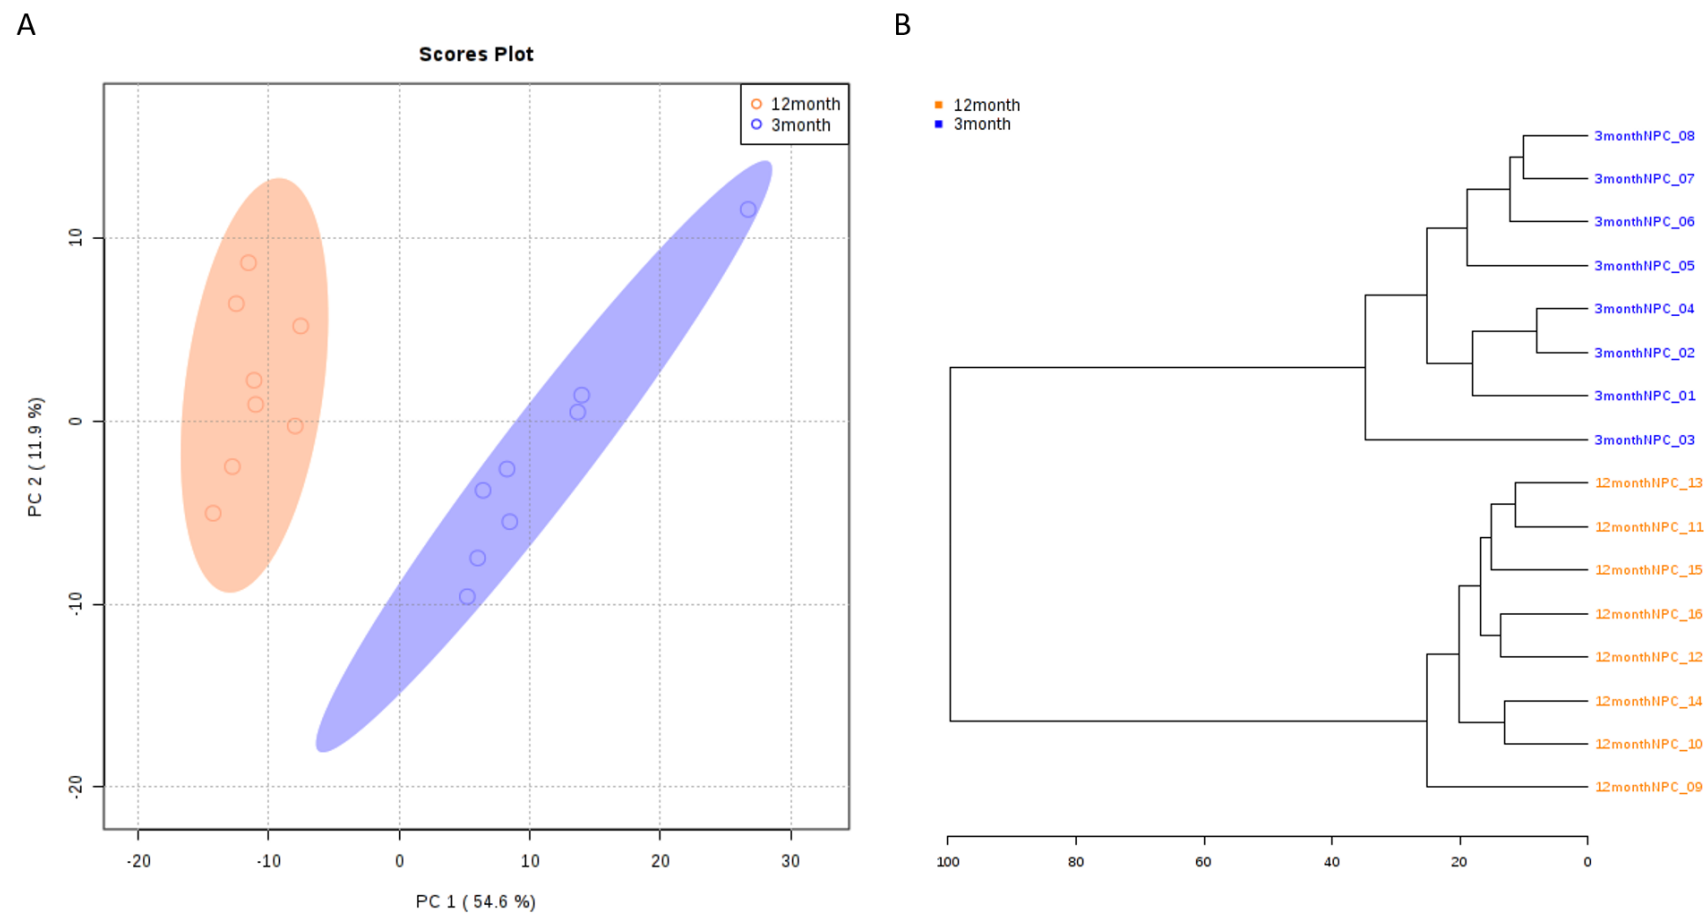 A
Scores Plot
12month
3month
PC 2 ( 11.9 %)
10
0
-10
-20
-20 -10 0 10 20 30
PC 1 ( 54.6 %)
B
12month
3month
3monthNPC_08
3monthNPC_07
3monthNPC_06
3monthNPC_05
3monthNPC_04
3monthNPC_02
3monthNPC_01
3monthNPC_03
12monthNPC_13
12monthNPC_11
12monthNPC_15
12monthNPC_16
12monthNPC_12
12monthNPC_14
12monthNPC_10
12monthNPC_09
100 80 60 40 20 0